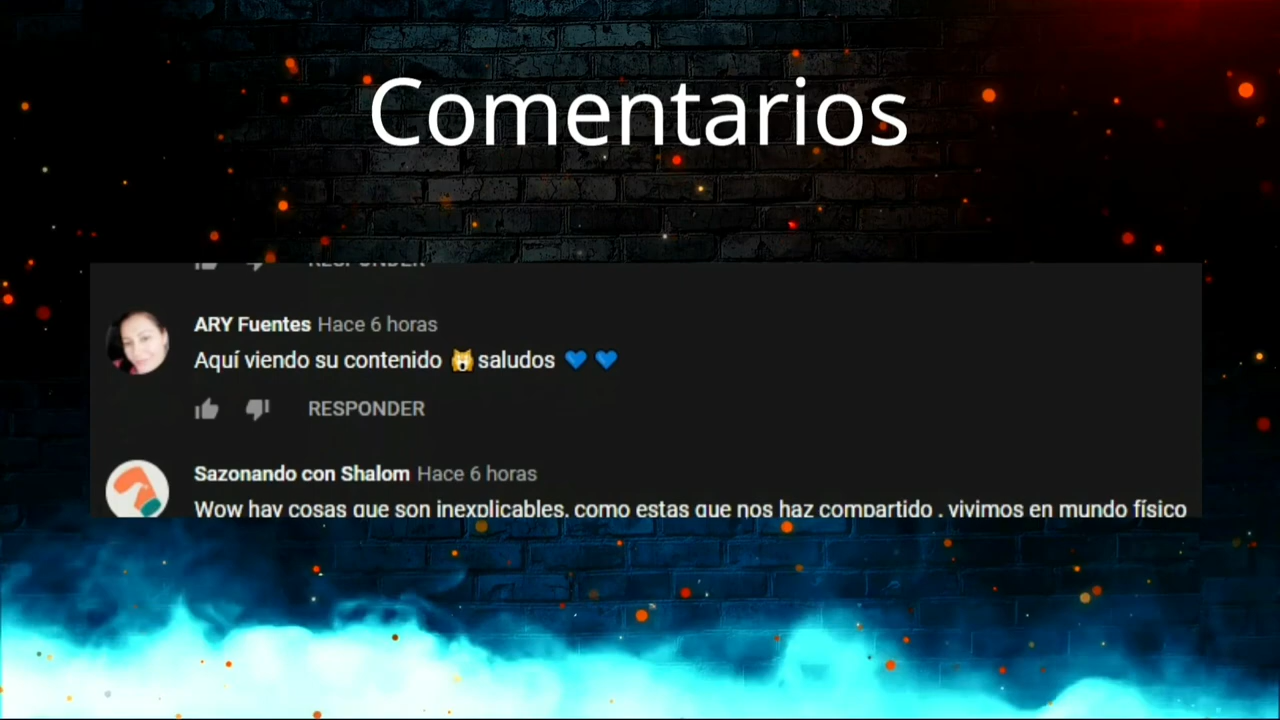 Comentarios
RESPONDER
ARY Fuentes Hace 6 horas
Aquí viendo su contenido 🙀 saludos 💙 💙
RESPONDER
Sazonando con Shalom Hace 6 horas
Wow hay cosas que son inexplicables, como estas que nos haz compartido , vivimos en mundo físico